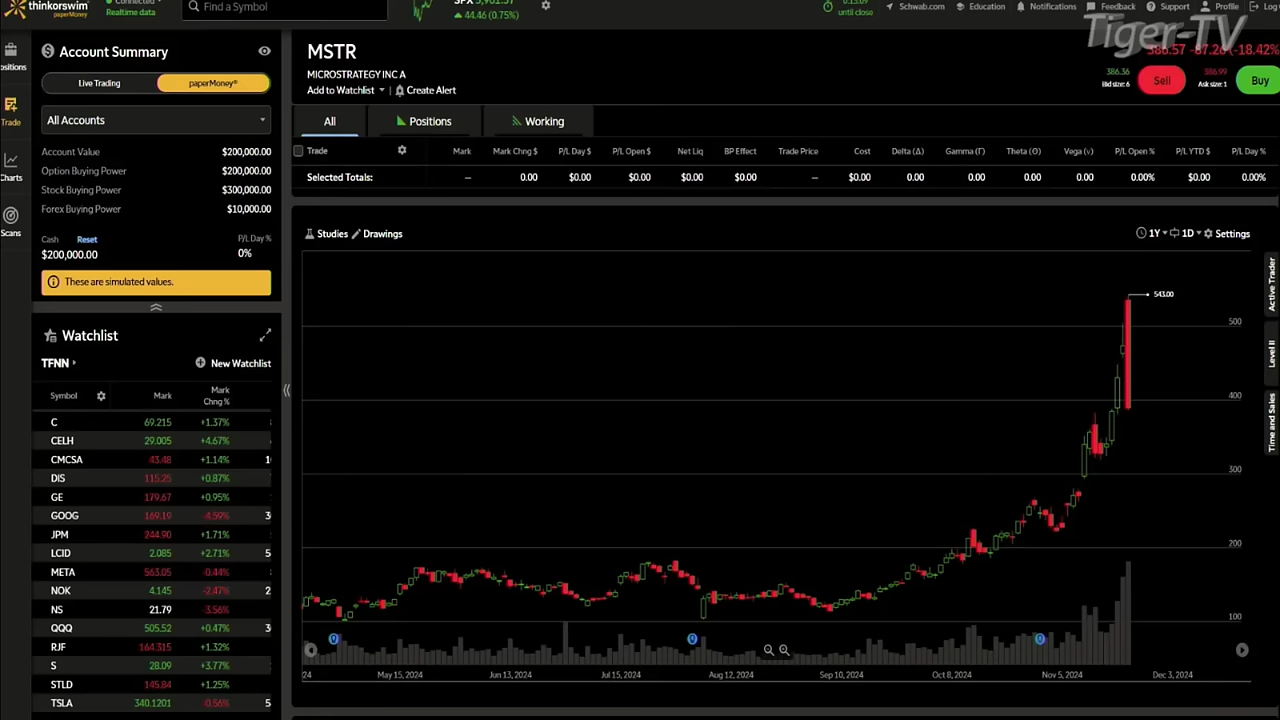 thinkorswim
paperMoney
Connected
Realtime data
Find a Symbol
SPX 5,961.37
44.46 (0.75%)
until close
Schwab.com
Education
Notifications
Feedback
Support
Profile
Log
Tiger-TV
Account Summary
Live Trading
paperMoney®
All Accounts
Account Value $200,000.00
Option Buying Power $200,000.00
Stock Buying Power $300,000.00
Forex Buying Power $10,000.00
Cash Reset P/L Day %
$200,000.00 0%
These are simulated values.
ositions
Trade
Charts
Scans
Watchlist
TFNN
New Watchlist
Symbol Mark Mark Chng %
C 69.215 +1.37%
CELH 29.005 +4.67%
CMCSA 43.48 +1.14% 1
DIS 115.25 +0.87%
GE 179.67 +0.95%
GOOG 169.19 -4.59% 3
JPM 244.90 +1.71%
LCID 2.085 +2.71% 5
META 563.05 -0.44%
NOK 4.145 -2.47% 2
NS 21.79 -3.56%
QQQ 505.52 +0.47% 3
RJF 164.315 +1.32%
S 28.09 +3.77%
STLD 145.84 +1.25%
TSLA 340.1201 -0.56% 5
MSTR
MICROSTRATEGY INC A
Add to Watchlist
Create Alert
386.57 -87.26 (-18.42%
386.36
Bid size: 6
Sell
386.99
Ask size: 1
Buy
All
Positions
Working
Trade Mark Mark Chng $ P/L Day $ P/L Open $ Net Liq BP Effect Trade Price Cost Delta (Δ) Gamma (Γ) Theta (Θ) Vega (ν) P/L Open % P/L YTD $ P/L Day %
Selected Totals: – 0.00 $0.00 $0.00 $0.00 $0.00 – $0.00 0.00 0.00 0.00 0.00 0.00% $0.00 0.00%
Studies
Drawings
1Y
1D
Settings
543.00
500
400
300
200
100
24 May 15, 2024 Jun 13, 2024 Jul 15, 2024 Aug 12, 2024 Sep 10, 2024 Oct 8, 2024 Nov 5, 2024 Dec 3, 2024
Active Trader
Level II
Time and Sales